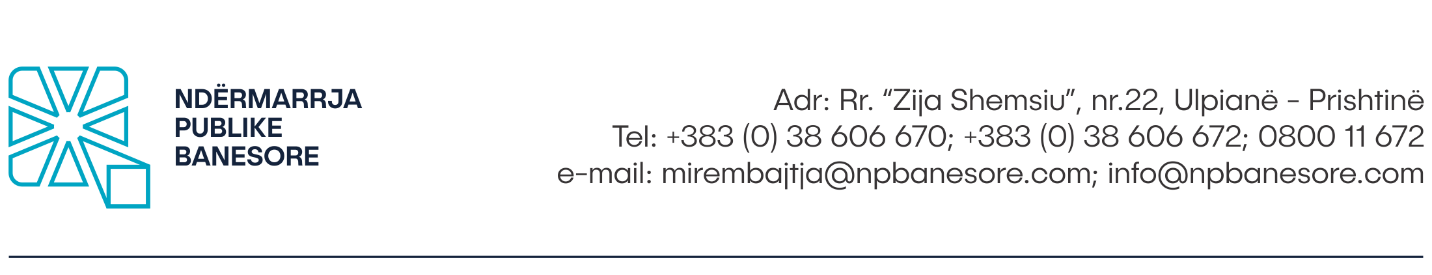 NDËRMARRJA
PUBLIKE
BANESORE
Adr: Rr. “Zija Shemsiu”, nr.22, Ulpianë - Prishtinë
Tel: +383 (0) 38 606 670; +383 (0) 38 606 672; 0800 11 672
e-mail: mirembajtja@npbanesore.com; info@npbanesore.com